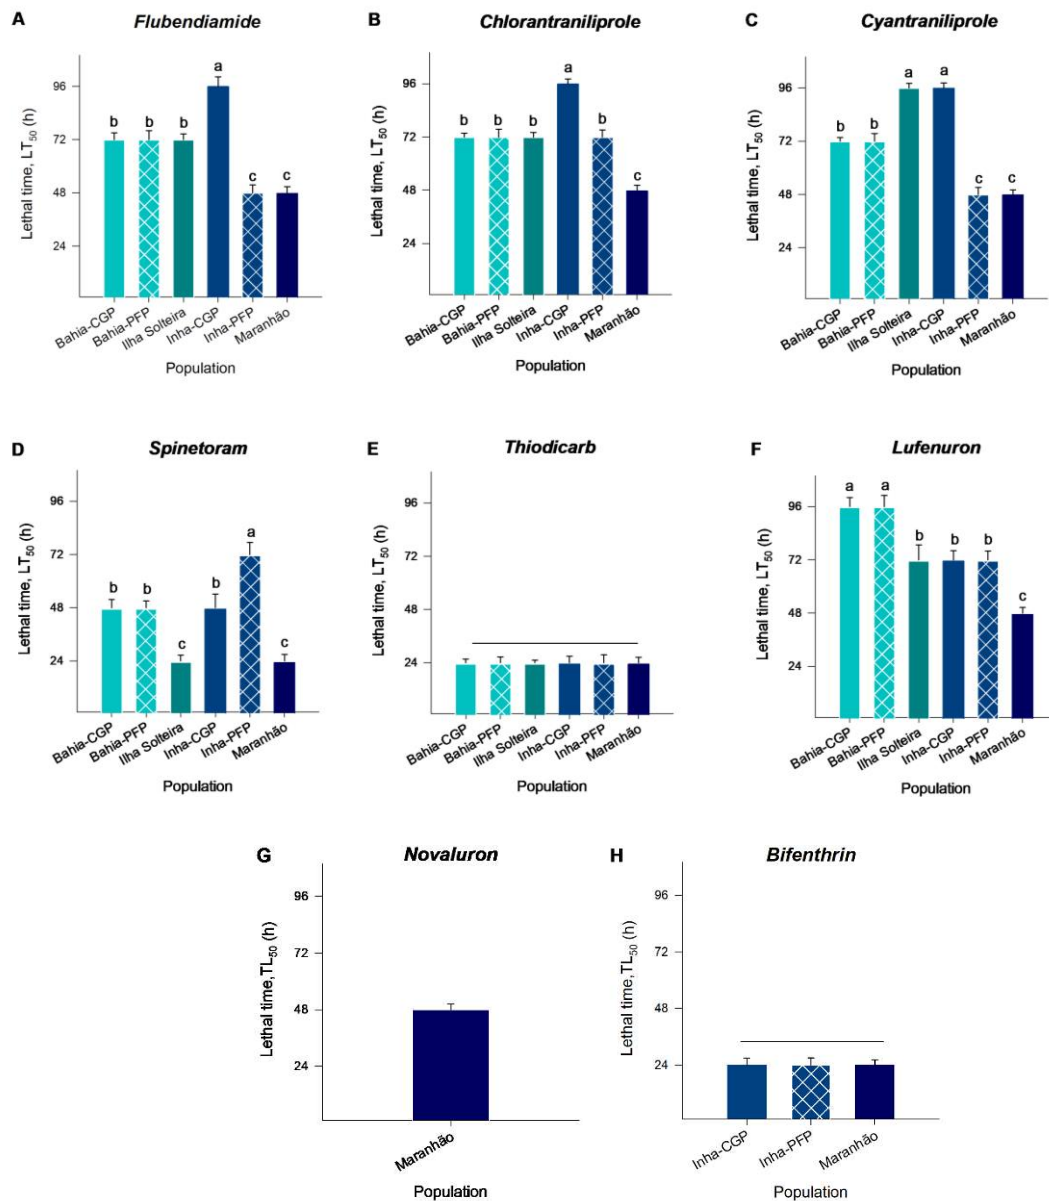 A
Flubendiamide
Lethal time, LT50 (h)
96
72
48
24
b
b
b
a
c
c
Bahia-CGP
Bahia-PFP
Ilha Solteira
Inha-CGP
Inha-PFP
Maranhão
Population
B
Chlorantraniliprole
Lethal time, LT50 (h)
96
72
48
24
b
b
b
a
b
c
Bahia-CGP
Bahia-PFP
Ilha Solteira
Inha-CGP
Inha-PFP
Maranhão
Population
C
Cyantraniliprole
Lethal time, LT50 (h)
96
72
48
24
b
b
a
a
c
c
Bahia-CGP
Bahia-PFP
Ilha Solteira
Inha-CGP
Inha-PFP
Maranhão
Population
D
Spinetoram
Lethal time, LT50 (h)
96
72
48
24
b
b
c
b
a
c
Bahia-CGP
Bahia-PFP
Ilha Solteira
Inha-CGP
Inha-PFP
Maranhão
Population
E
Thiodicarb
Lethal time, LT50 (h)
96
72
48
24
Bahia-CGP
Bahia-PFP
Ilha Solteira
Inha-CGP
Inha-PFP
Maranhão
Population
F
Lufenuron
Lethal time, LT50 (h)
96
72
48
24
a
a
b
b
b
c
Bahia-CGP
Bahia-PFP
Ilha Solteira
Inha-CGP
Inha-PFP
Maranhão
Population
G
Novaluron
Lethal time,TL50 (h)
96
72
48
24
Maranhão
Population
H
Bifenthrin
Lethal time,TL50 (h)
96
72
48
24
Inha-CGP
Inha-PFP
Maranhão
Population